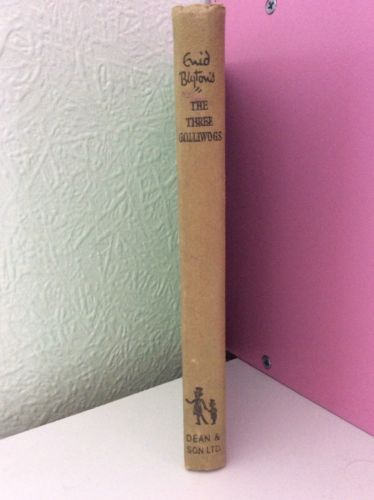 Enid
Blyton's
THE
THREE
GOLLIWOGS
DEAN &
SON LTD.